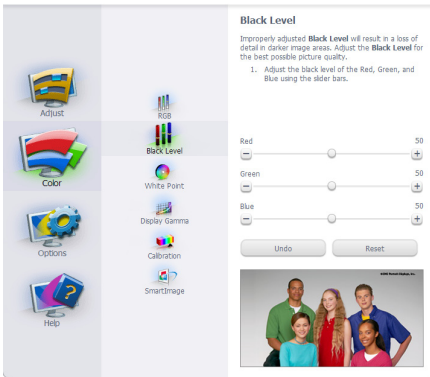 Adjust
Color
Options
Help
RGB
Black Level
White Point
Display Gamma
Calibration
SmartImage
Black Level
Improperly adjusted Black Level will result in a loss of
detail in darker image areas. Adjust the Black Level for
the best possible picture quality.
1. Adjust the black level of the Red, Green, and
Blue using the slider bars.
Red 50
Green 50
Blue 50
Undo Reset